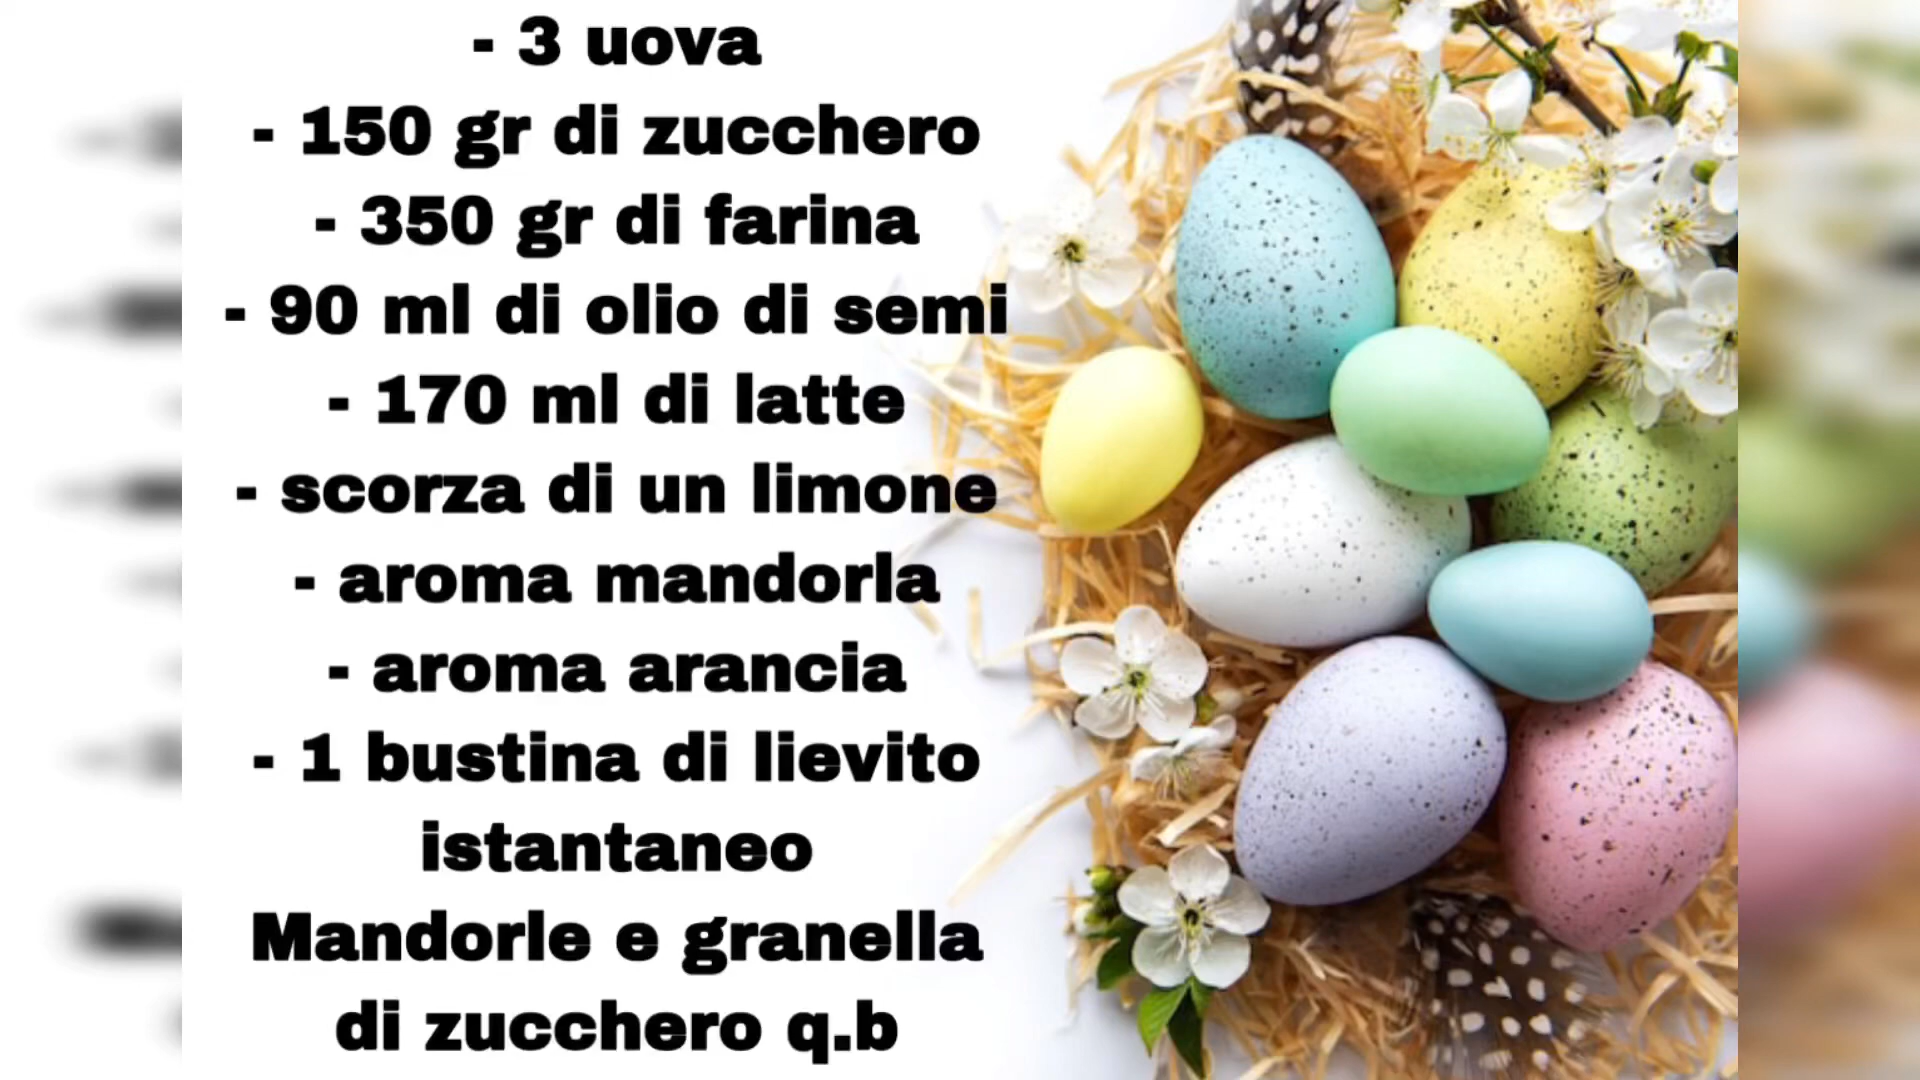 - 3 uova
- 150 gr di zucchero
- 350 gr di farina
- 90 ml di olio di semi
- 170 ml di latte
- scorza di un limone
- aroma mandorla
- aroma arancia
- 1 bustina di lievito
istantaneo
Mandorle e granella
di zucchero q.b